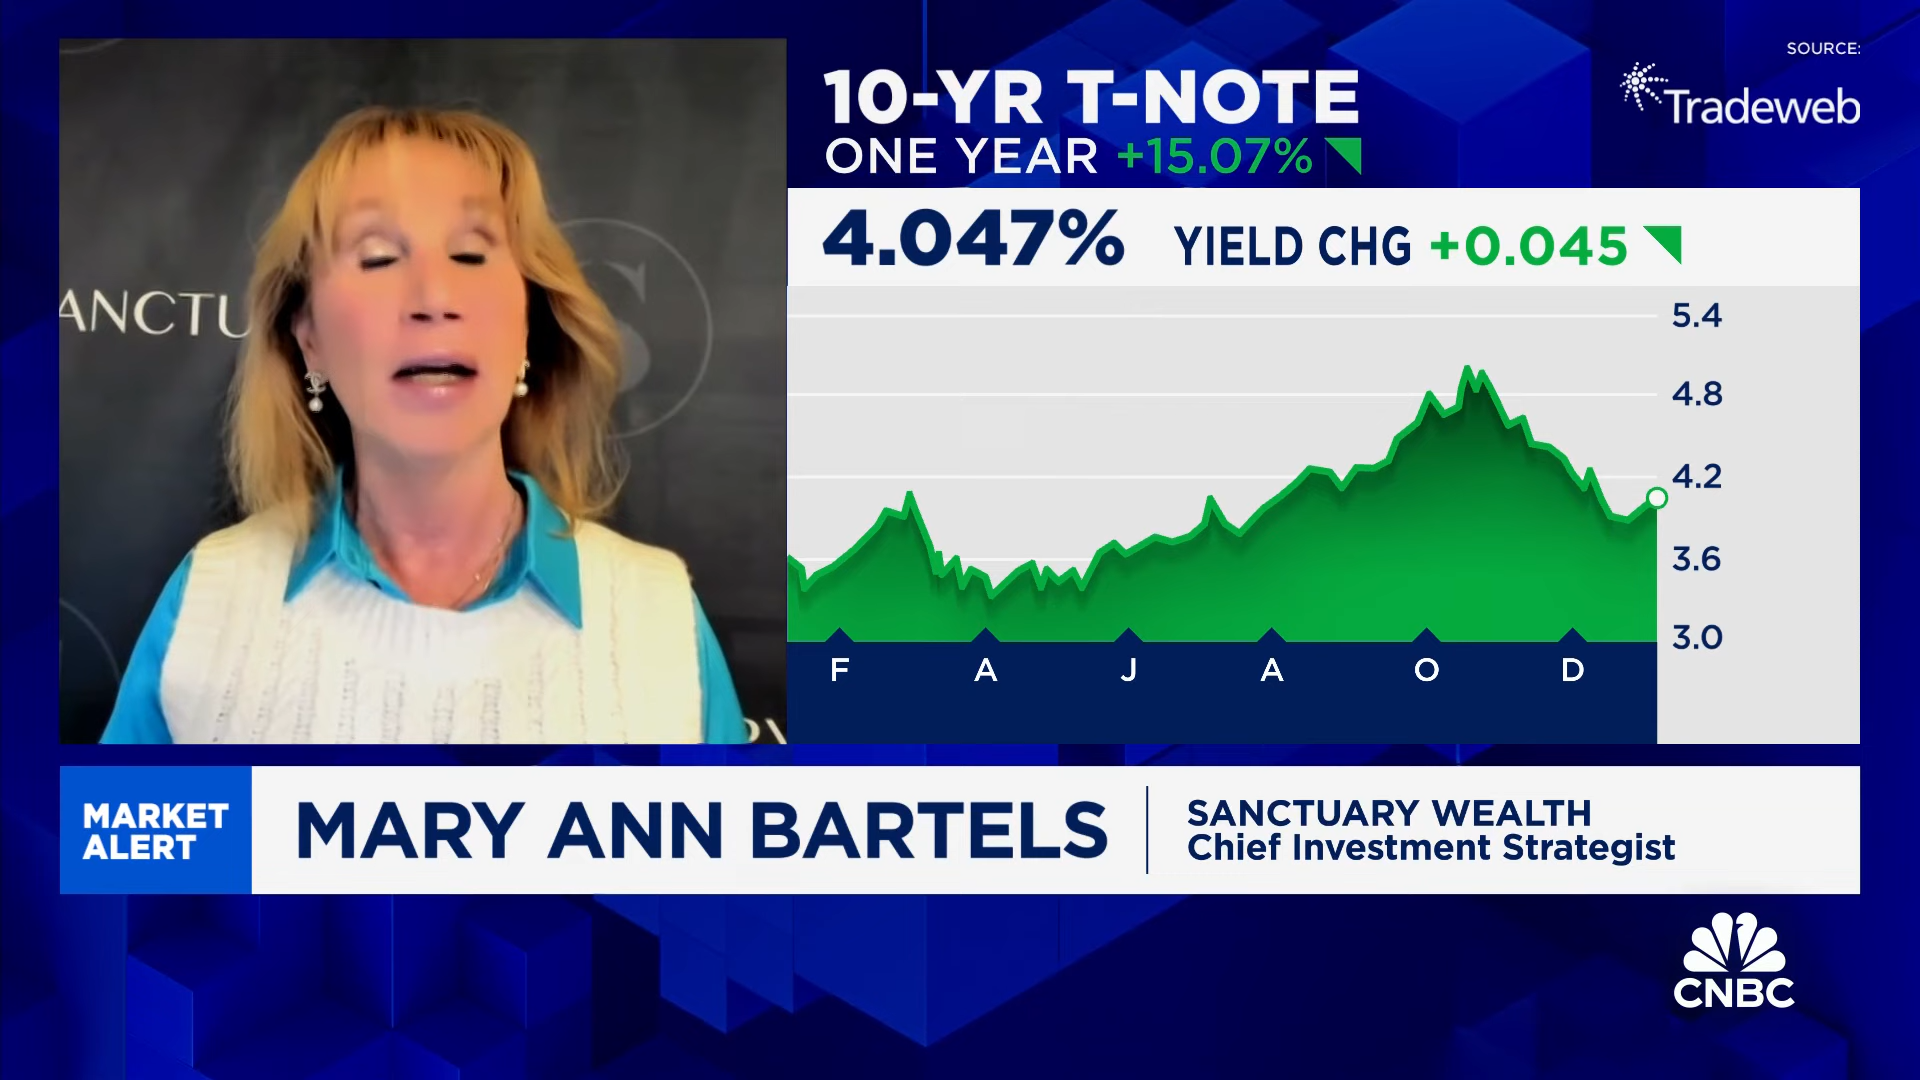 SOURCE:
Tradeweb
10-YR T-NOTE
ONE YEAR +15.07%
4.047% YIELD CHG +0.045
5.4
4.8
4.2
3.6
3.0
F A J A O D
ANCTU
S
MARKET
ALERT
MARY ANN BARTELS
SANCTUARY WEALTH
Chief Investment Strategist
CNBC